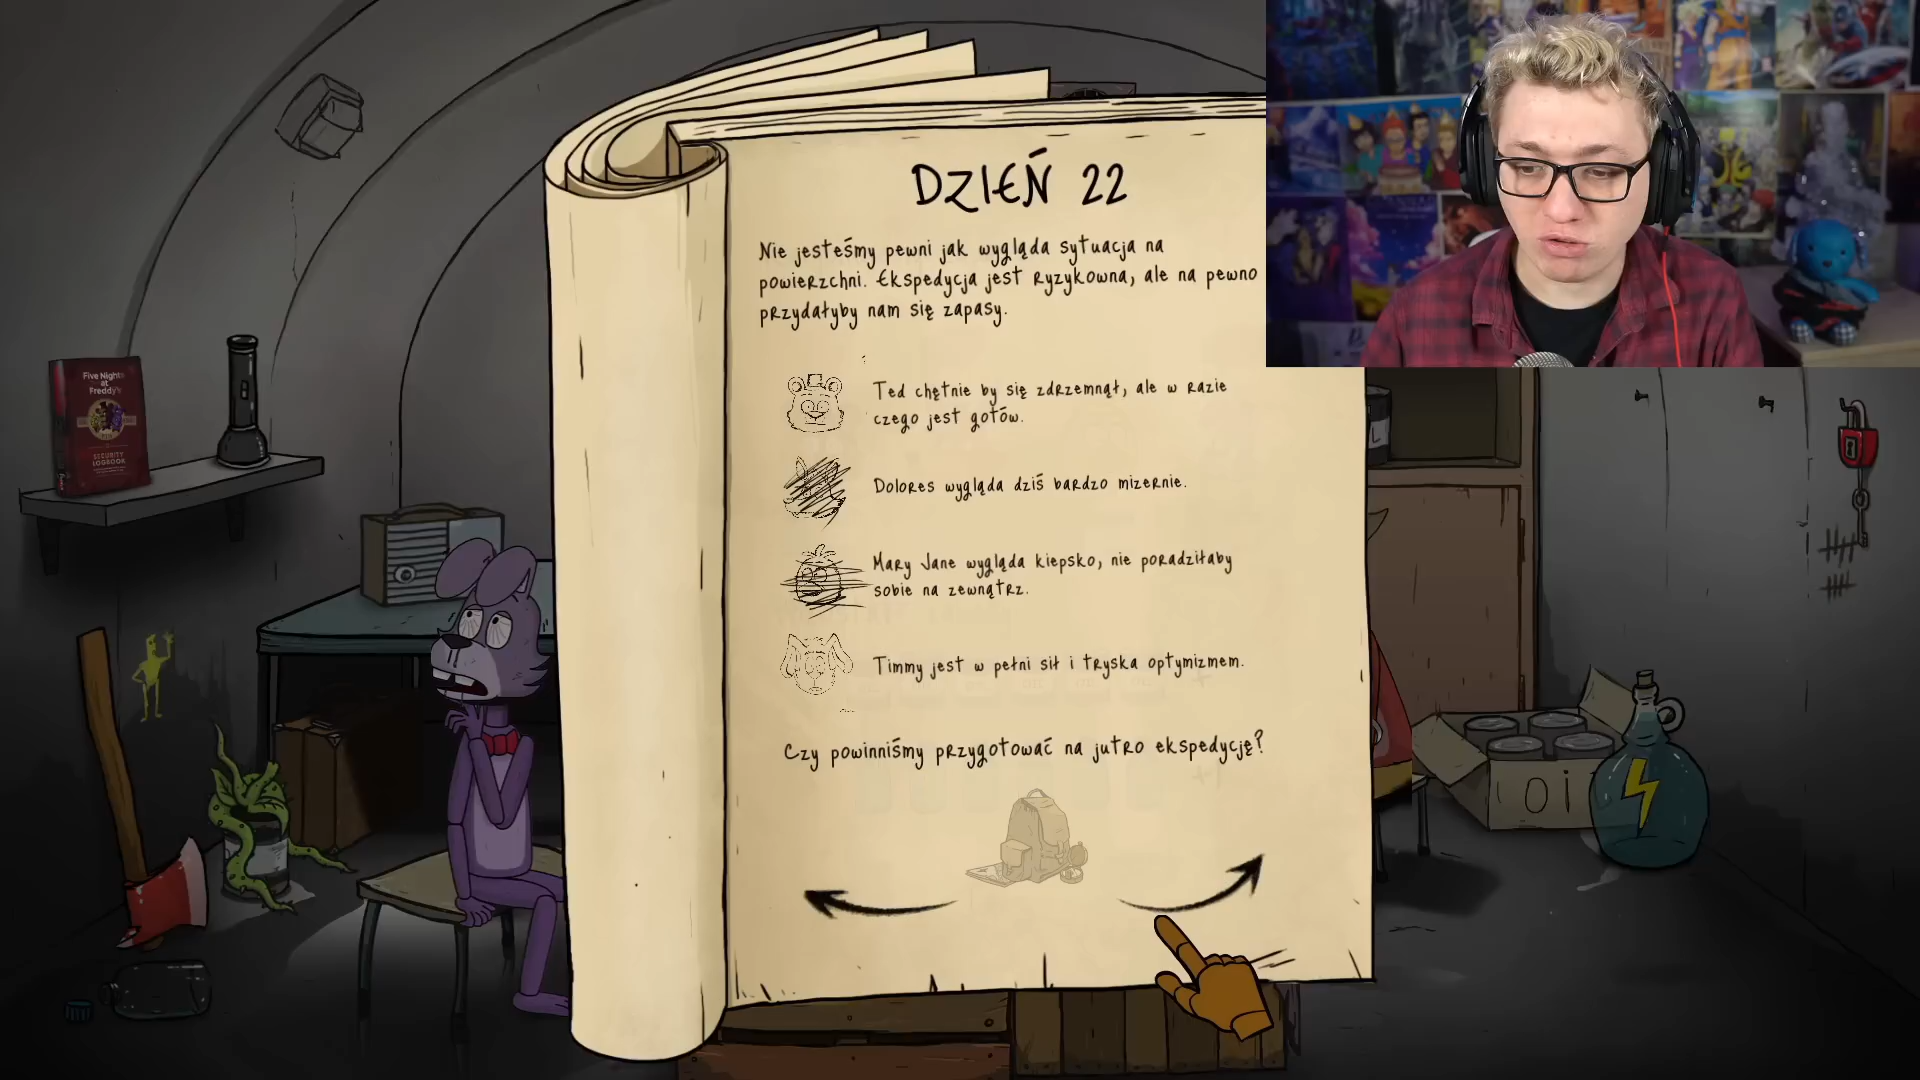 DZIEŃ 22
Nie jesteśmy pewni jak wygląda sytuacja na
powierzchni. Ekspedycja jest ryzykowna, ale na pewno
przydałyby nam się zapasy.
Ted chętnie by się zdrzemnął, ale w razie
czego jest gotów.
Dolores wygląda dziś bardzo mizernie.
Mary Jane wygląda kiepsko, nie poradziłaby
sobie na zewnątrz.
Timmy jest w pełni sił i tryska optymizmem.
Czy powinniśmy przygotować na jutro ekspedycję?
Five Nights
at
Freddy's
SECURITY
LOGBOOK
L
OI